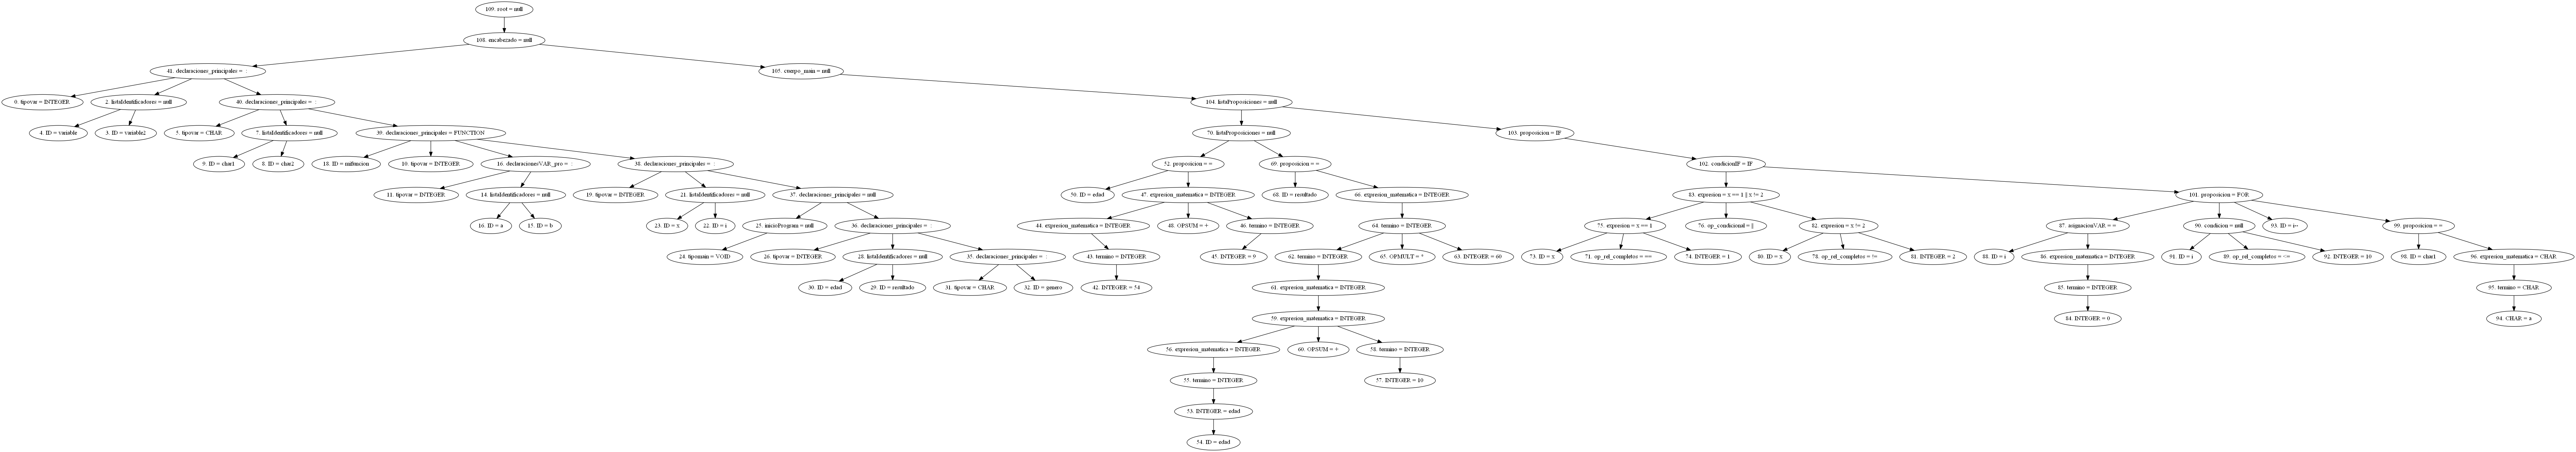 109. root = null
108. encabezado = null
41. declaraciones_principales = ;
105. cuerpo_main = null
0. tipovar = INTEGER
2. listaIdentificadores = null
40. declaraciones_principales = ;
104. listaProposiciones = null
4. ID = variable
3. ID = variable2
5. tipovar = CHAR
7. listaIdentificadores = null
39. declaraciones_principales = FUNCTION
70. listaProposiciones = null
103. proposicion = IF
9. ID = char1
8. ID = char2
18. ID = mifuncion
10. tipovar = INTEGER
38. declaraciones_principales = ;
52. proposicion = =
69. proposicion = =
102. condicionIF = IF
11. tipovar = INTEGER
14. listaIdentificadores = null
19. tipovar = INTEGER
21. listaIdentificadores = null
37. declaraciones_principales = null
50. ID = edad
47. expresion_matematica = INTEGER
68. ID = resultado
66. expresion_matematica = INTEGER
83. expresion = x == 1 || x != 2
101. proposicion = FOR
16. ID = a
15. ID = b
23. ID = x
22. ID = i
25. inicioProgram = null
36. declaraciones_principales = ;
44. expresion_matematica = INTEGER
48. OPSUM = +
46. termino = INTEGER
64. termino = INTEGER
76. op_condicional = ||
82. expresion = x != 2
87. asignacionVAR = =
90. condicion = null
93. ID = i+
99. proposicion = =
24. tipomain = VOID
26. tipovar = INTEGER
28. listaIdentificadores = null
35. declaraciones_principales = ;
43. termino = INTEGER
45. INTEGER = 9
62. termino = INTEGER
65. OPMULT = *
63. INTEGER = 60
73. ID = x
71. op_rel_completos = ==
74. INTEGER = 1
80. ID = x
78. op_rel_completos = !=
81. INTEGER = 2
88. ID = i
86. expresion_matematica = INTEGER
91. ID = i
89. op_rel_completos = <=
92. INTEGER = 10
98. ID = char1
96. expresion_matematica = CHAR
30. ID = edad
29. ID = resultado
31. tipovar = CHAR
32. ID = genero
42. INTEGER = 54
61. expresion_matematica = INTEGER
85. termino = INTEGER
95. termino = CHAR
59. expresion_matematica = INTEGER
84. INTEGER = 0
94. CHAR = a
56. expresion_matematica = INTEGER
60. OPSUM = +
58. termino = INTEGER
55. termino = INTEGER
57. INTEGER = 10
53. INTEGER = edad
54. ID = edad